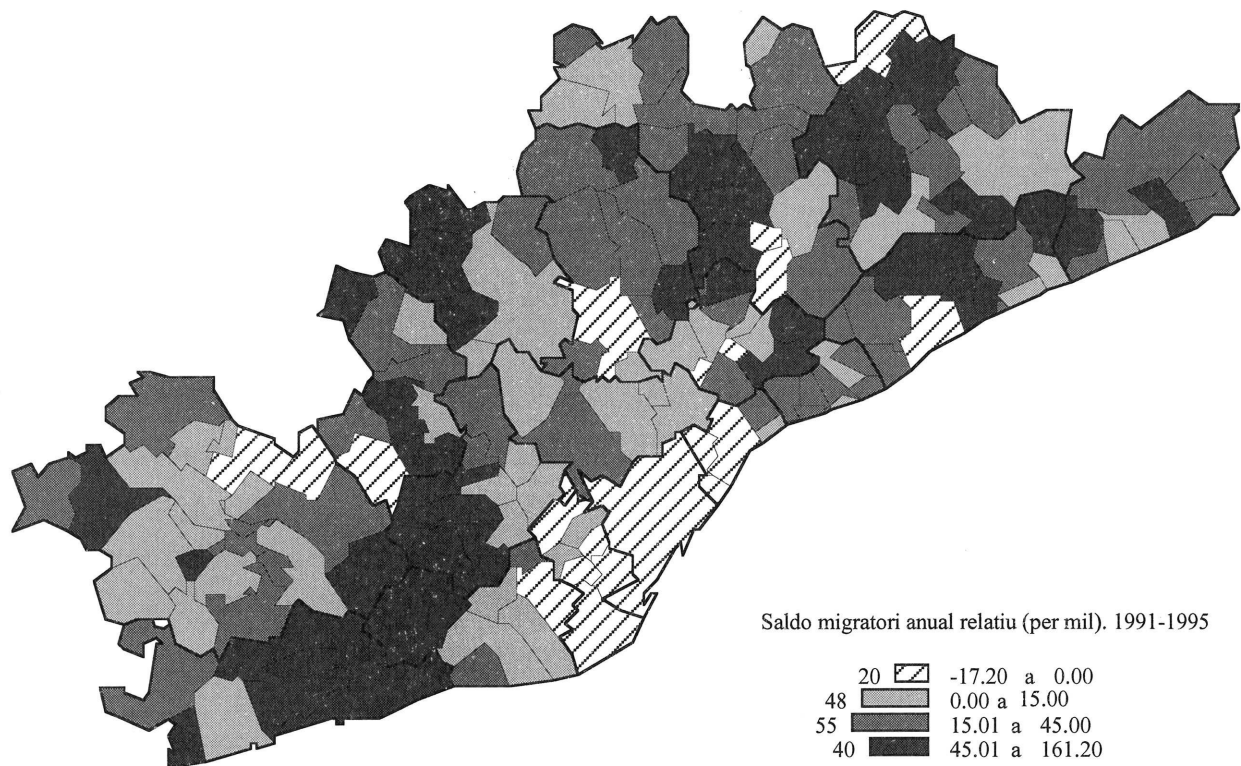 Saldo migratori anual relatiu (per mil). 1991-1995
20 -17.20 a 0.00
48 0.00 a 15.00
55 15.01 a 45.00
40 45.01 a 161.20